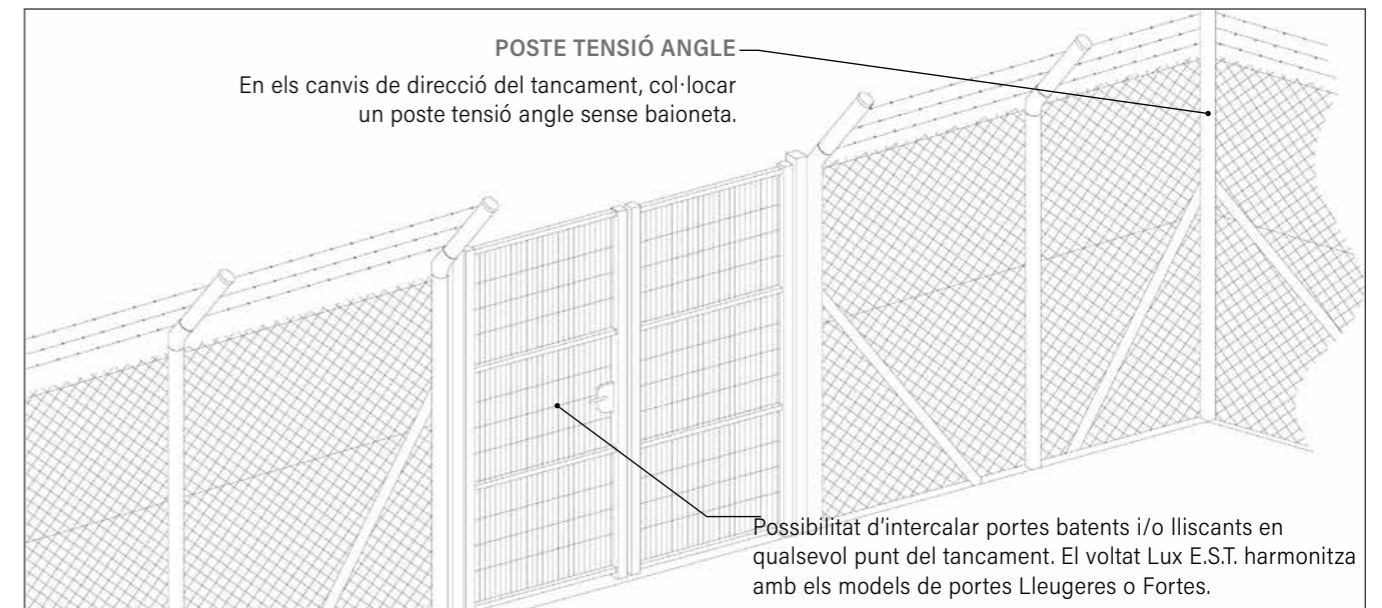 POSTE TENSIÓ ANGLE
En els canvis de direcció del tancament, col·locar
un poste tensió angle sense baioneta.
Possibilitat d'intercalar portes batents i/o lliscants en
qualsevol punt del tancament. El voltat Lux E.S.T. harmonitza
amb els models de portes Lleugeres o Fortes.